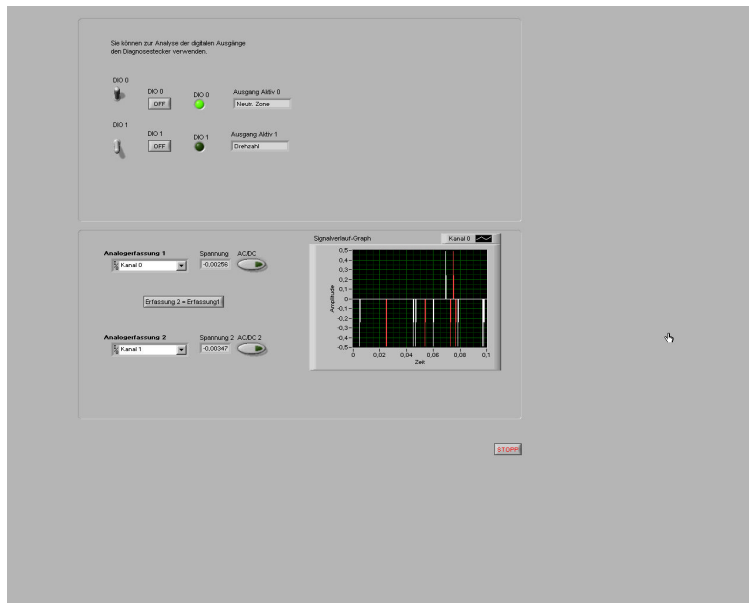 Sie können zur Analyse der digitalen Ausgänge
den Diagnosestecker verwenden.
DIO 0
DIO 0
DIO 0
Ausgang Aktiv 0
OFF
Neutr. Zone
DIO 1
DIO 1
DIO 1
Ausgang Aktiv 1
OFF
Drehzahl
Analogerfassung 1
Spannung
AC/DC
Kanal 0
-0,00256
Erfassung 2 = Erfassung1
Analogerfassung 2
Spannung 2
AC/DC 2
Kanal 1
-0,00347
Signalverlauf-Graph
Kanal 0
Amplitude
0,5
0,4
0,3
0,2
0,1
0
-0,1
-0,2
-0,3
-0,4
-0,5
0
0,02
0,04
0,06
0,08
0,1
Zeit
STOPP